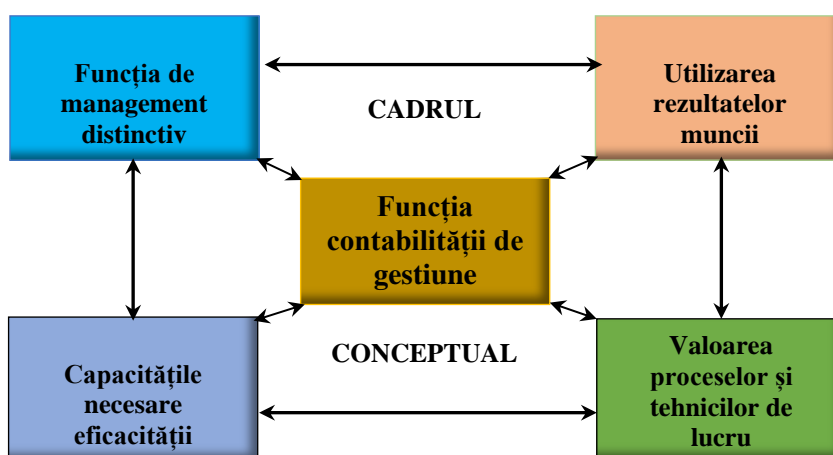 Funcția de
management
distinctiv
CADRUL
Utilizarea
rezultatelor
muncii
Funcția
contabilității de
gestiune
Capacitățile
necesare
eficacității
CONCEPTUAL
Valoarea
proceselor și
tehnicilor de
lucru